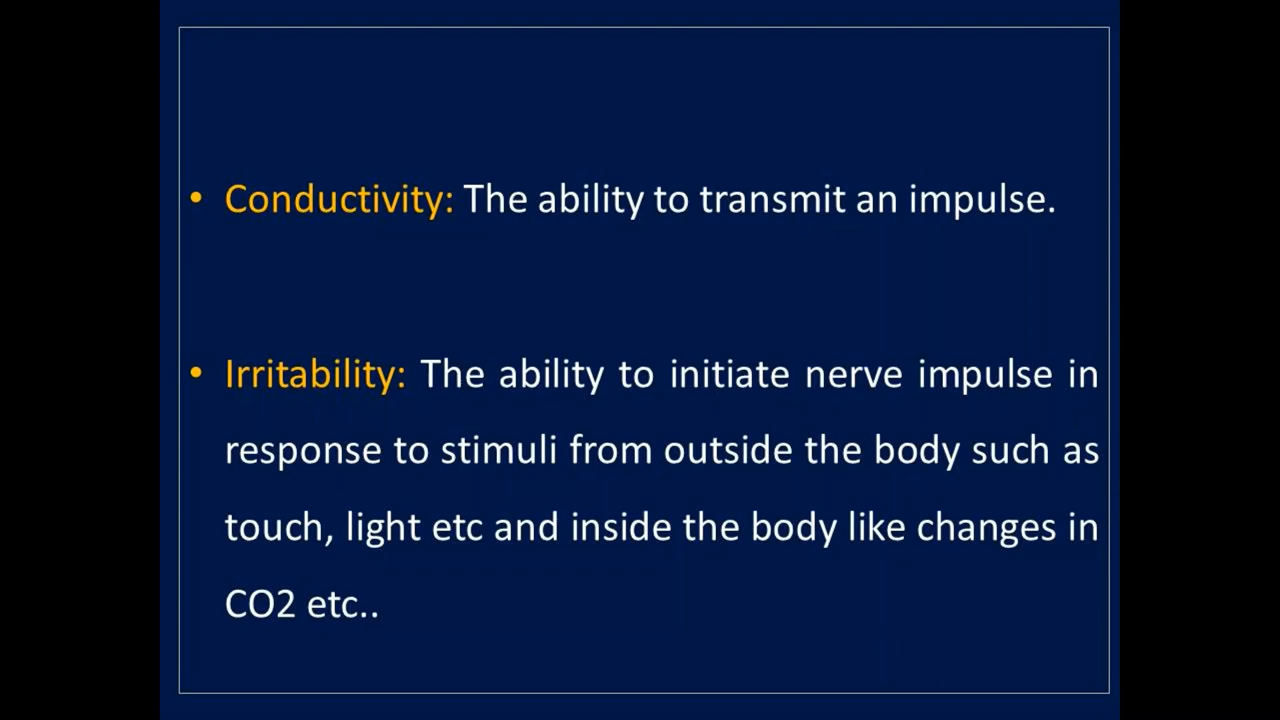 • Conductivity: The ability to transmit an impulse.
• Irritability: The ability to initiate nerve impulse in
response to stimuli from outside the body such as
touch, light etc and inside the body like changes in
CO2 etc..